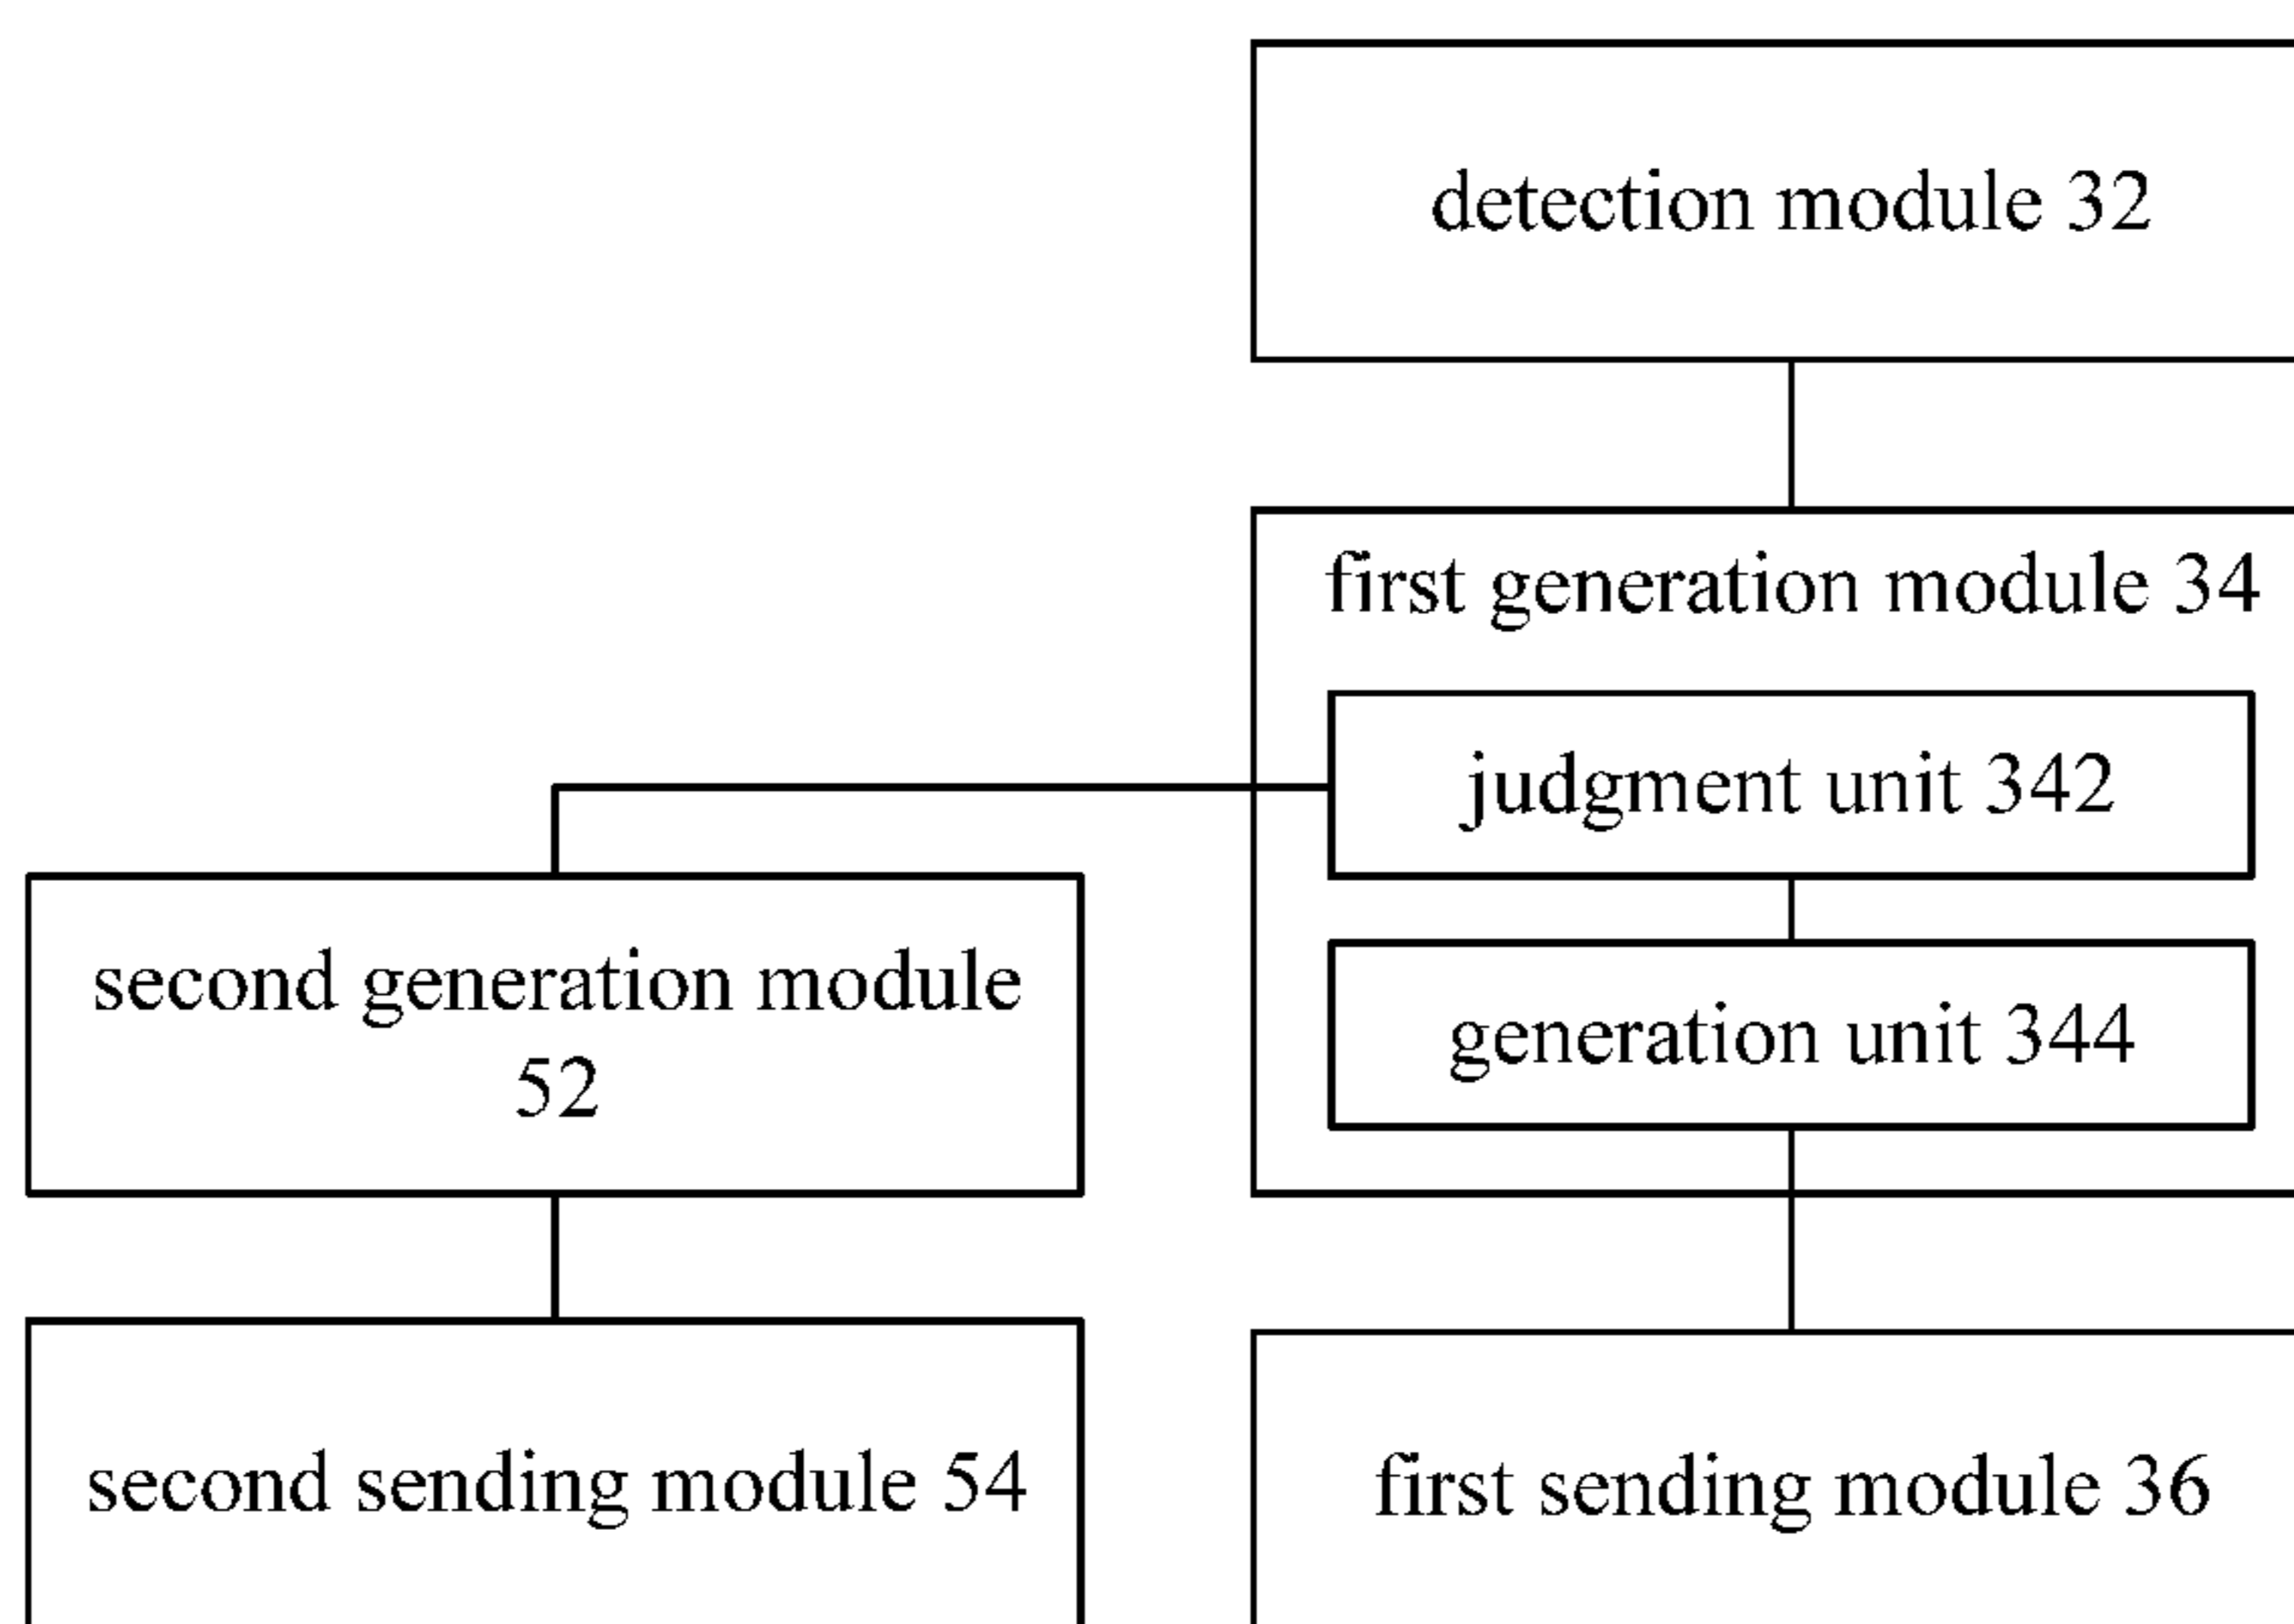 detection module 32
first generation module 34
judgment unit 342
generation unit 344
second generation module
52
second sending module 54
first sending module 36